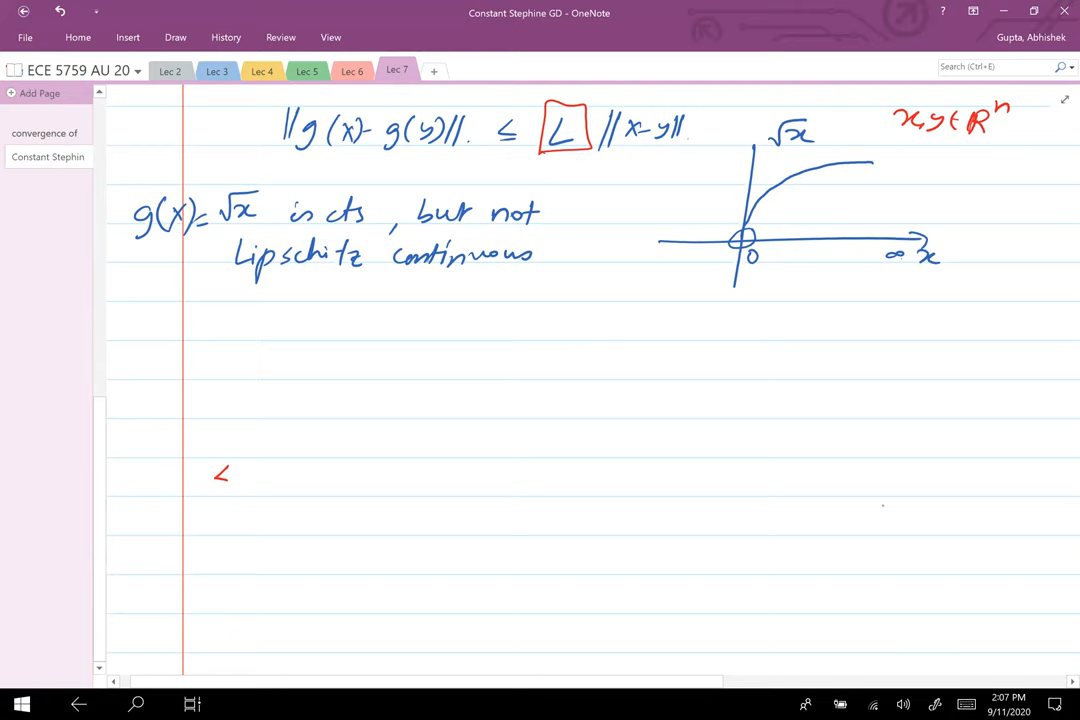 Constant Stephine GD - OneNote
? Gupta, Abhishek
File Home Insert Draw History Review View
ECE 5759 AU 20 Lec 2 Lec 3 Lec 4 Lec 5 Lec 6 Lec 7 + Search (Ctrl+E)
Add Page
convergence of
Constant Stephin
||g(x) - g(y)||. ≤ L ||x-y||.
x,y ∈ ℝⁿ
√x
g(x) = √x is cts, but not
Lipschitz continuous
0 ∞ x
<
2:07 PM
9/11/2020